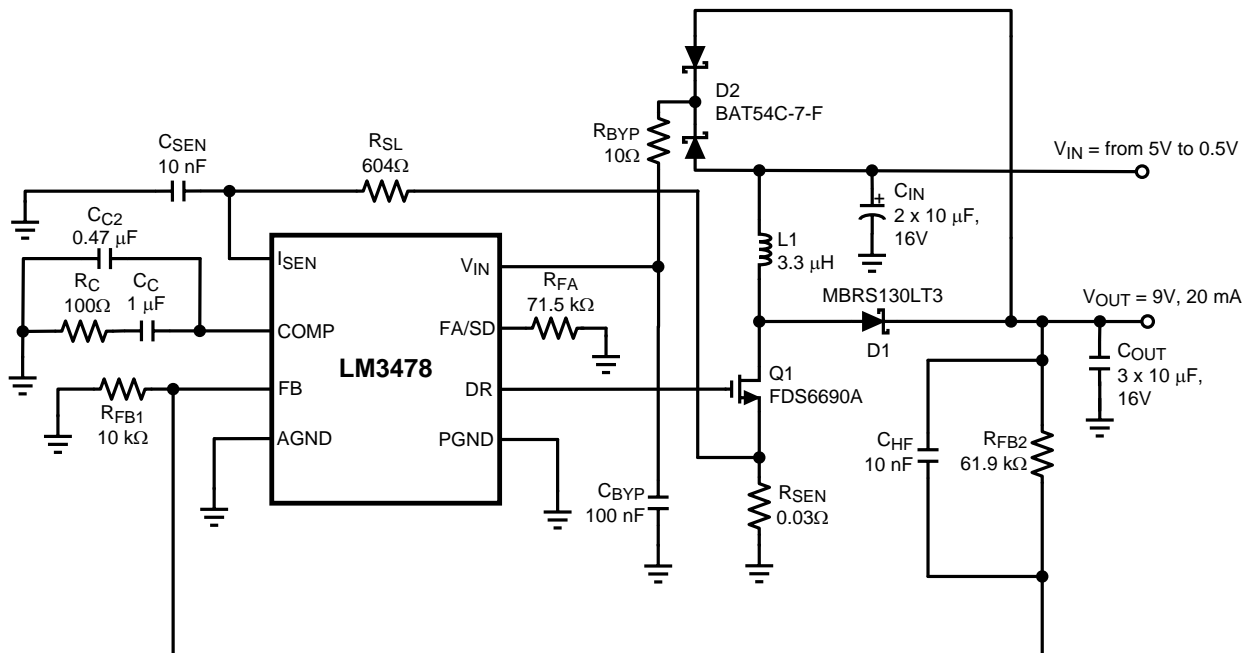 D2
BAT54C-7-F
RBYP
10Ω
VIN = from 5V to 0.5V
CSEN
10 nF
RSL
604Ω
CIN
2 x 10 μF,
16V
CC2
0.47 μF
RC
100Ω
CC
1 μF
ISEN
VIN
L1
3.3 μH
RFA
71.5 kΩ
MBRS130LT3
VOUT = 9V, 20 mA
COMP
FA/SD
D1
LM3478
COUT
3 x 10 μF,
16V
FB
DR
Q1
FDS6690A
RFB1
10 kΩ
AGND
PGND
CHF
10 nF
RFB2
61.9 kΩ
CBYP
100 nF
RSEN
0.03Ω